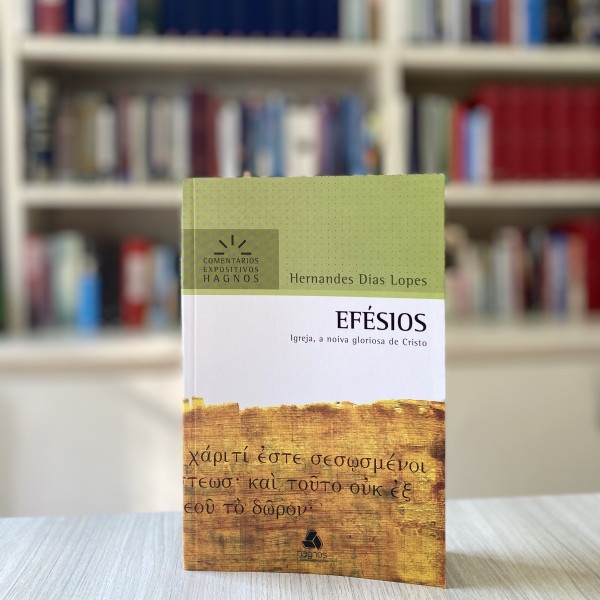 COMENTÁRIOS
EXPOSITIVOS
HAGNOS
Hernandes Dias Lopes
EFÉSIOS
Igreja, a noiva gloriosa de Cristo
χάριτί ἐστε σεσῳσμένοι
τεωσ· καὶ τοῦτο οὐκ ἐξ
εοῦ τὸ δῶρον·
hagnos